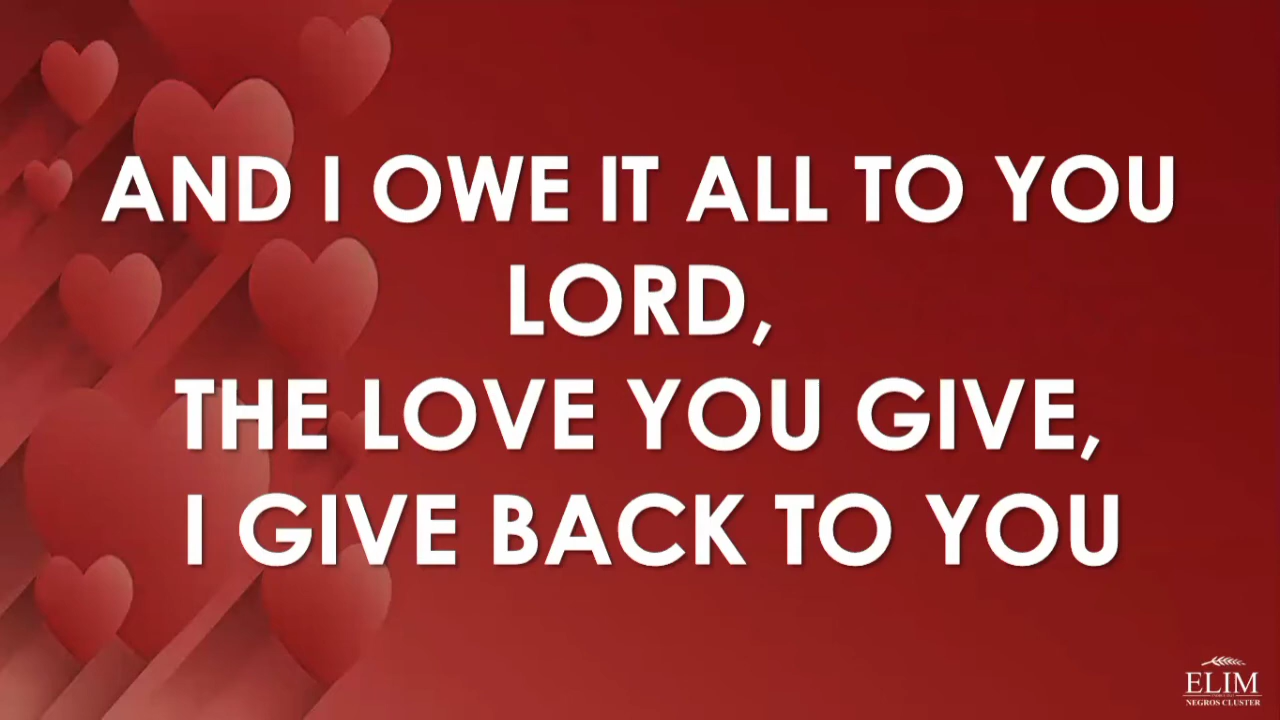 AND I OWE IT ALL TO YOU
LORD,
THE LOVE YOU GIVE,
I GIVE BACK TO YOU
ELIM
NEGROS CLUSTER